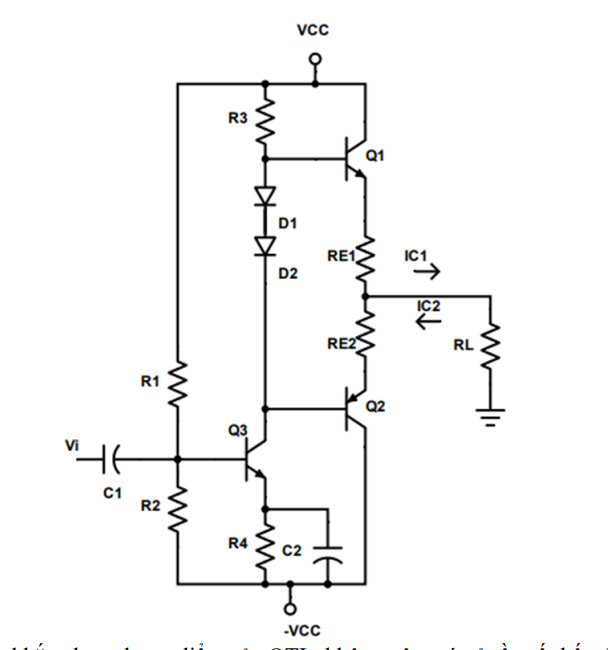 VCC
R3
Q1
D1
RE1
IC1
D2
IC2
RE2
RL
R1
Q2
Vi
Q3
C1
R2
R4
C2
-VCC